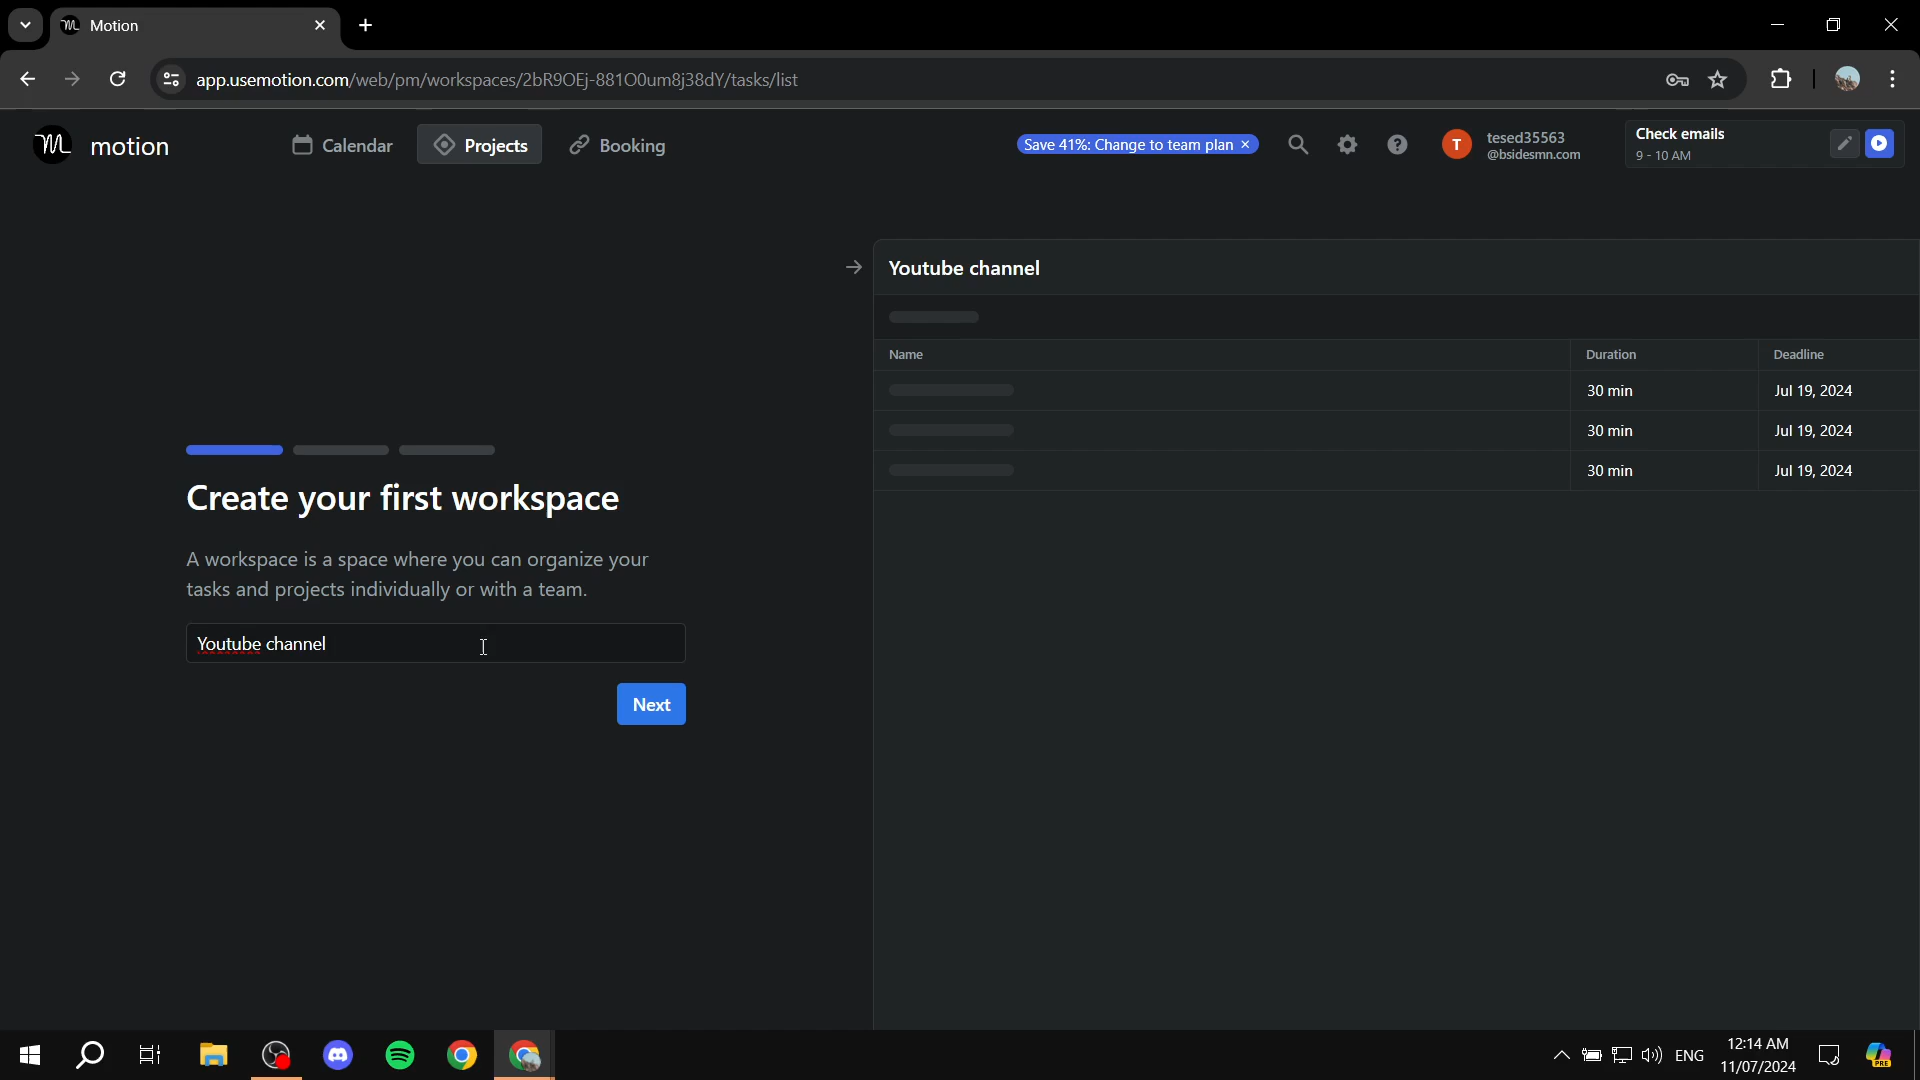 Motion
app.usemotion.com/web/pm/workspaces/2bR9OEj-881O0um8j38dY/tasks/list
motion
Calendar
Projects
Booking
Save 41%: Change to team plan ×
T
tesed35563
@bsidesmn.com
Check emails
9 - 10 AM
Youtube channel
Name Duration Deadline
30 min Jul 19, 2024
30 min Jul 19, 2024
30 min Jul 19, 2024
Create your first workspace
A workspace is a space where you can organize your
tasks and projects individually or with a team.
Youtube channel
Next
ENG
12:14 AM
11/07/2024
PRE